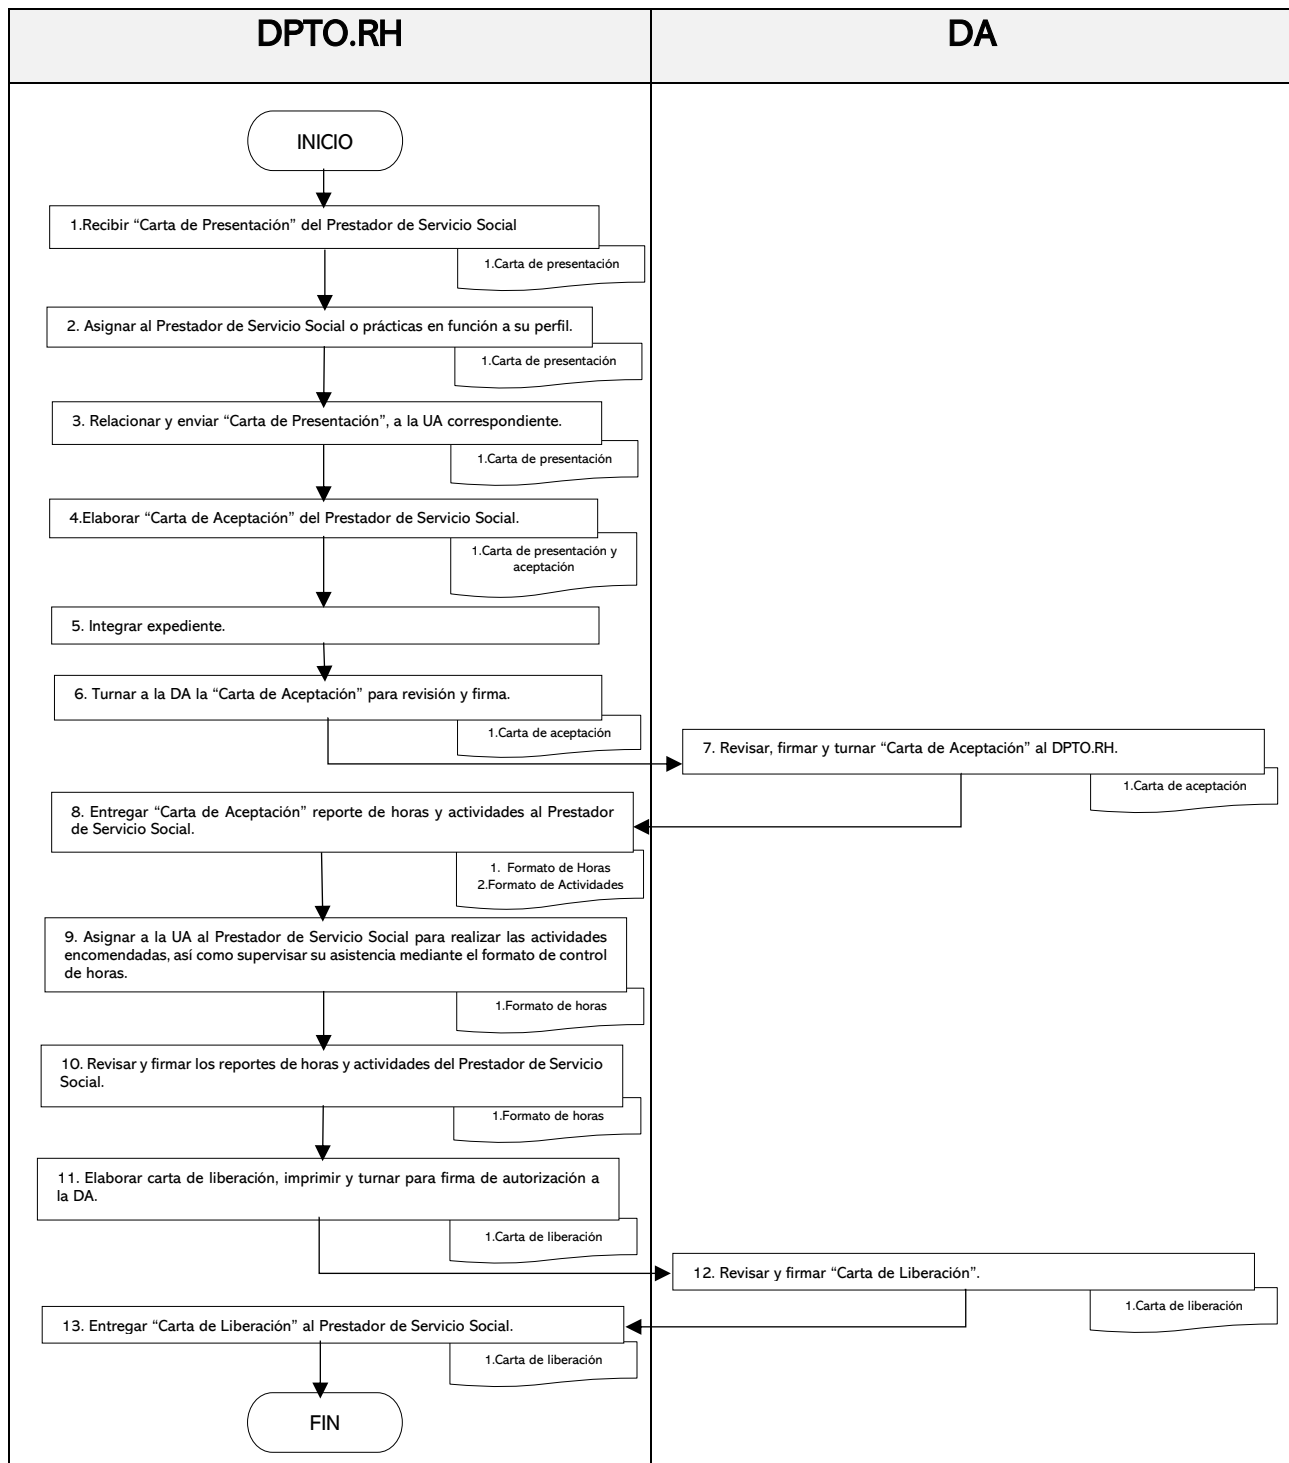 DPTO.RH
DA
INICIO
1.Recibir “Carta de Presentación” del Prestador de Servicio Social
1.Carta de presentación
2. Asignar al Prestador de Servicio Social o prácticas en función a su perfil.
1.Carta de presentación
3. Relacionar y enviar “Carta de Presentación”, a la UA correspondiente.
1.Carta de presentación
4.Elaborar “Carta de Aceptación” del Prestador de Servicio Social.
1.Carta de presentación y
aceptación
5. Integrar expediente.
6. Turnar a la DA la “Carta de Aceptación” para revisión y firma.
1.Carta de aceptación
7. Revisar, firmar y turnar “Carta de Aceptación” al DPTO.RH.
1.Carta de aceptación
8. Entregar “Carta de Aceptación” reporte de horas y actividades al Prestador
de Servicio Social.
1. Formato de Horas
2.Formato de Actividades
9. Asignar a la UA al Prestador de Servicio Social para realizar las actividades
encomendadas, así como supervisar su asistencia mediante el formato de control
de horas.
1.Formato de horas
10. Revisar y firmar los reportes de horas y actividades del Prestador de Servicio
Social.
1.Formato de horas
11. Elaborar carta de liberación, imprimir y turnar para firma de autorización a
la DA.
1.Carta de liberación
12. Revisar y firmar “Carta de Liberación”.
1.Carta de liberación
13. Entregar “Carta de Liberación” al Prestador de Servicio Social.
1.Carta de liberación
FIN